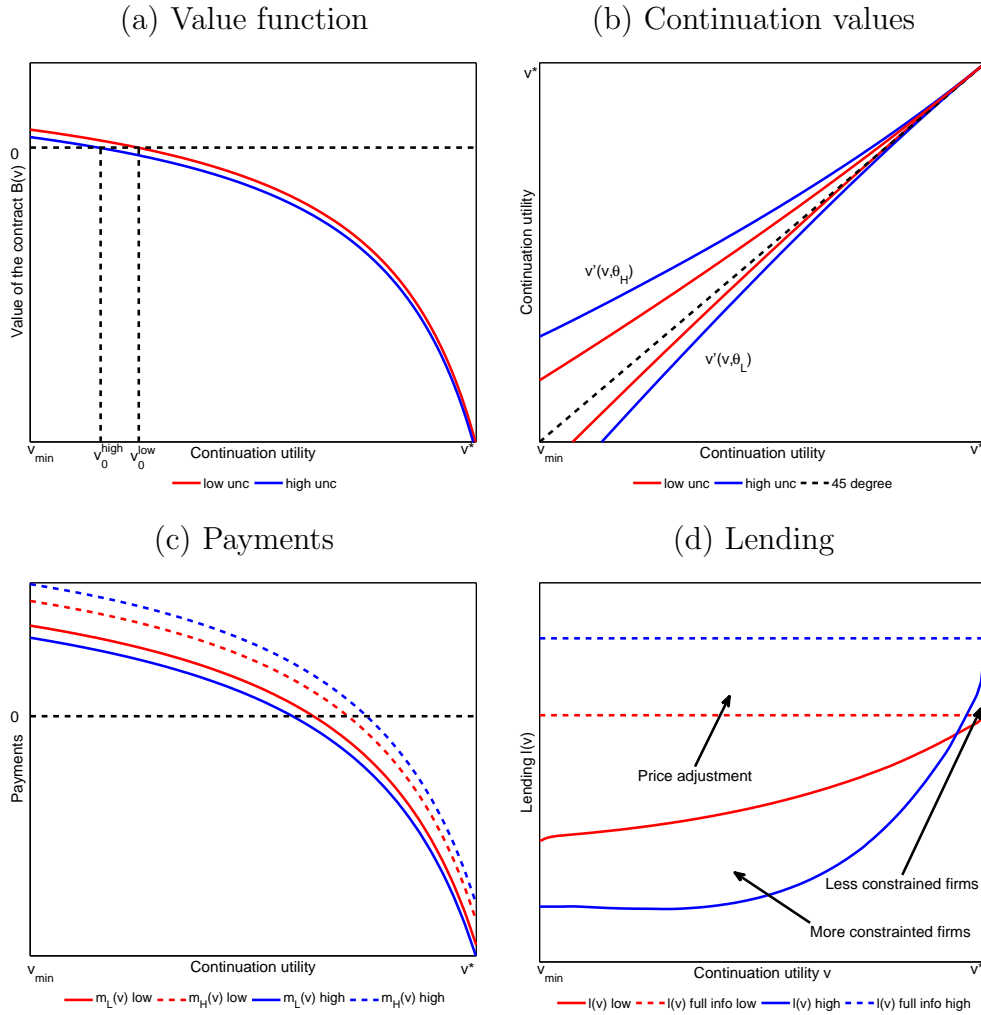 (a) Value function
(b) Continuation values
Value of the contract B(v)
0
v_min
v_0^high
v_0^low
Continuation utility
v*
low unc
high unc
v*
Continuation utility
v'(v,θ_H)
v'(v,θ_L)
v_min
Continuation utility
v*
low unc
high unc
45 degree
(c) Payments
(d) Lending
Payments
0
v_min
Continuation utility
v*
m_L(v) low
m_H(v) low
m_L(v) high
m_H(v) high
Lending l(v)
Price adjustment
Less constrained firms
More constrainted firms
v_min
Continuation utility v
v*
l(v) low
l(v) full info low
l(v) high
l(v) full info high